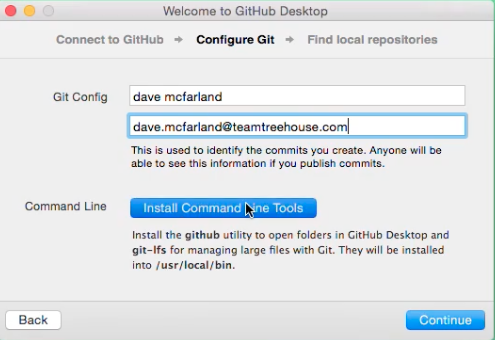 Welcome to GitHub Desktop
Connect to GitHub → Configure Git → Find local repositories
Git Config dave mcfarland
dave.mcfarland@teamtreehouse.com
This is used to identify the commits you create. Anyone will be
able to see this information if you publish commits.
Command Line Install Command Line Tools
Install the github utility to open folders in GitHub Desktop and
git-lfs for managing large files with Git. They will be installed
into /usr/local/bin.
Back Continue